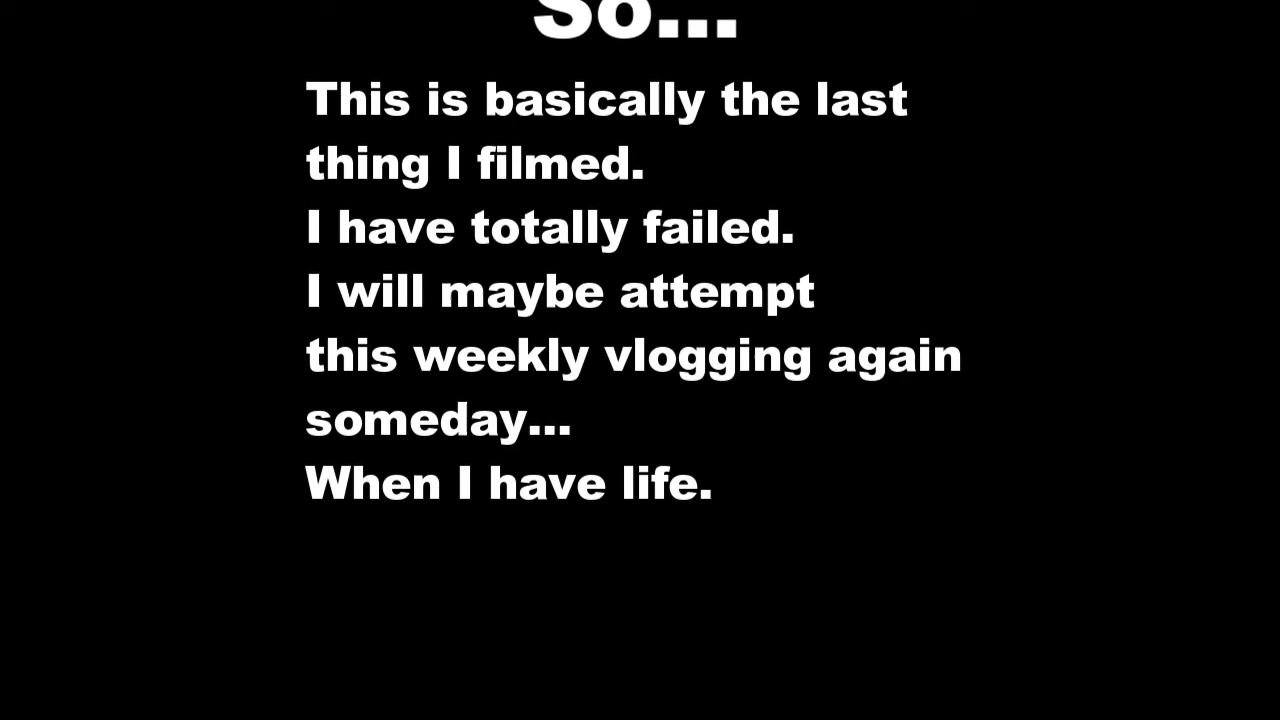 So...
This is basically the last
thing I filmed.
I have totally failed.
I will maybe attempt
this weekly vlogging again
someday...
When I have life.